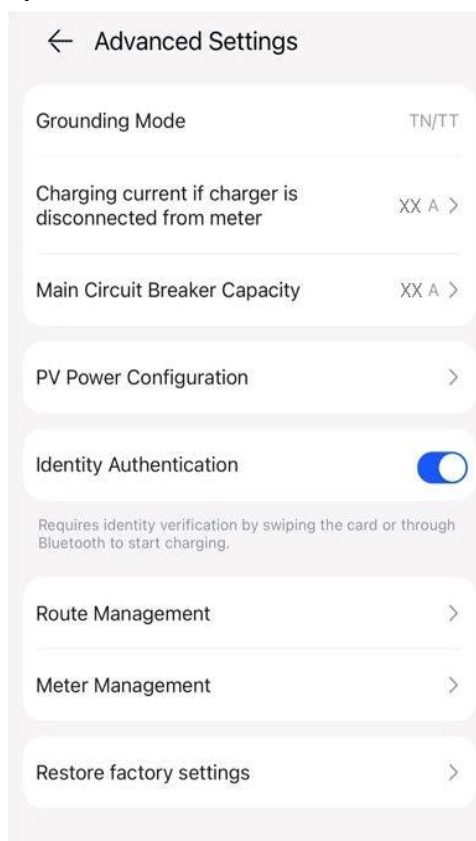 Advanced Settings
Grounding Mode TN/TT
Charging current if charger is
disconnected from meter XX A
Main Circuit Breaker Capacity XX A
PV Power Configuration
Identity Authentication
Requires identity verification by swiping the card or through
Bluetooth to start charging.
Route Management
Meter Management
Restore factory settings